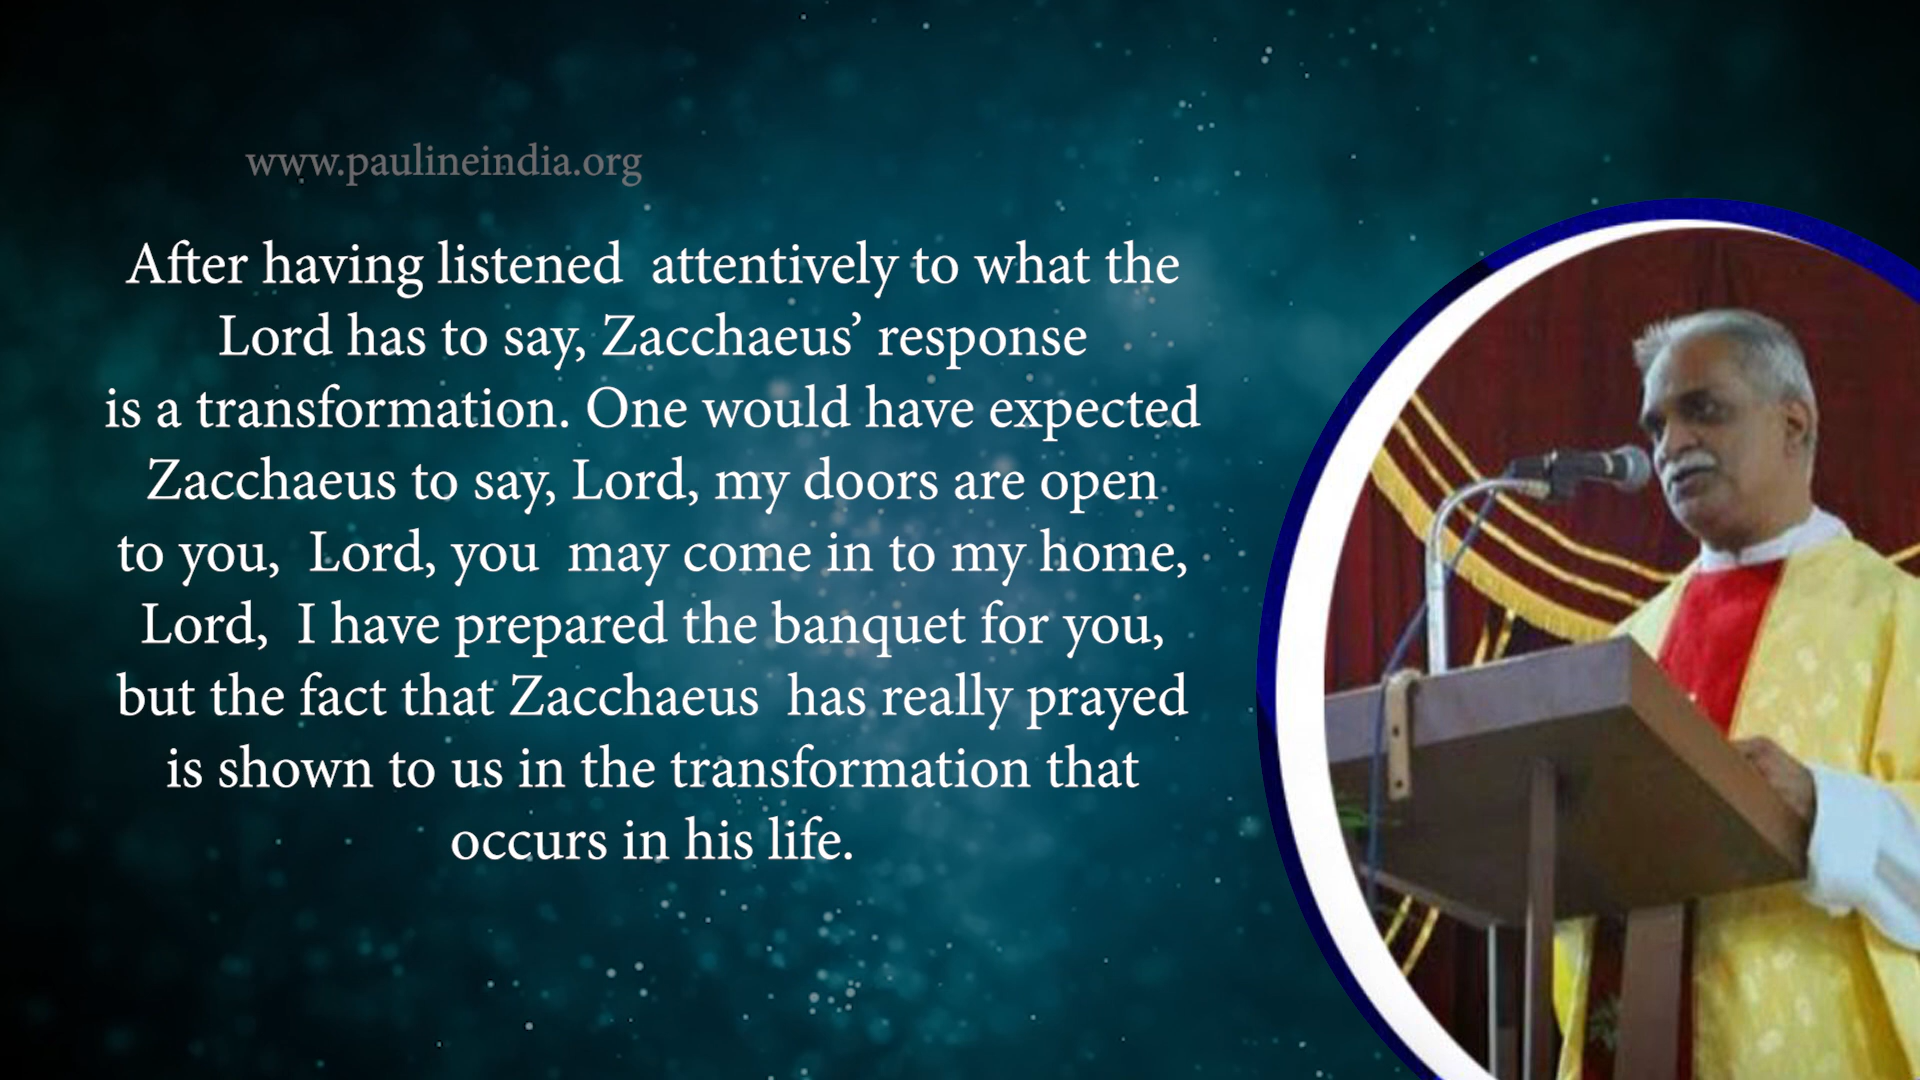 www.paulineindia.org
After having listened  attentively to what the
Lord has to say, Zacchaeus’ response
is a transformation. One would have expected
Zacchaeus to say, Lord, my doors are open
to you,  Lord, you  may come in to my home,
Lord,  I have prepared the banquet for you,
but the fact that Zacchaeus  has really prayed
is shown to us in the transformation that
occurs in his life.